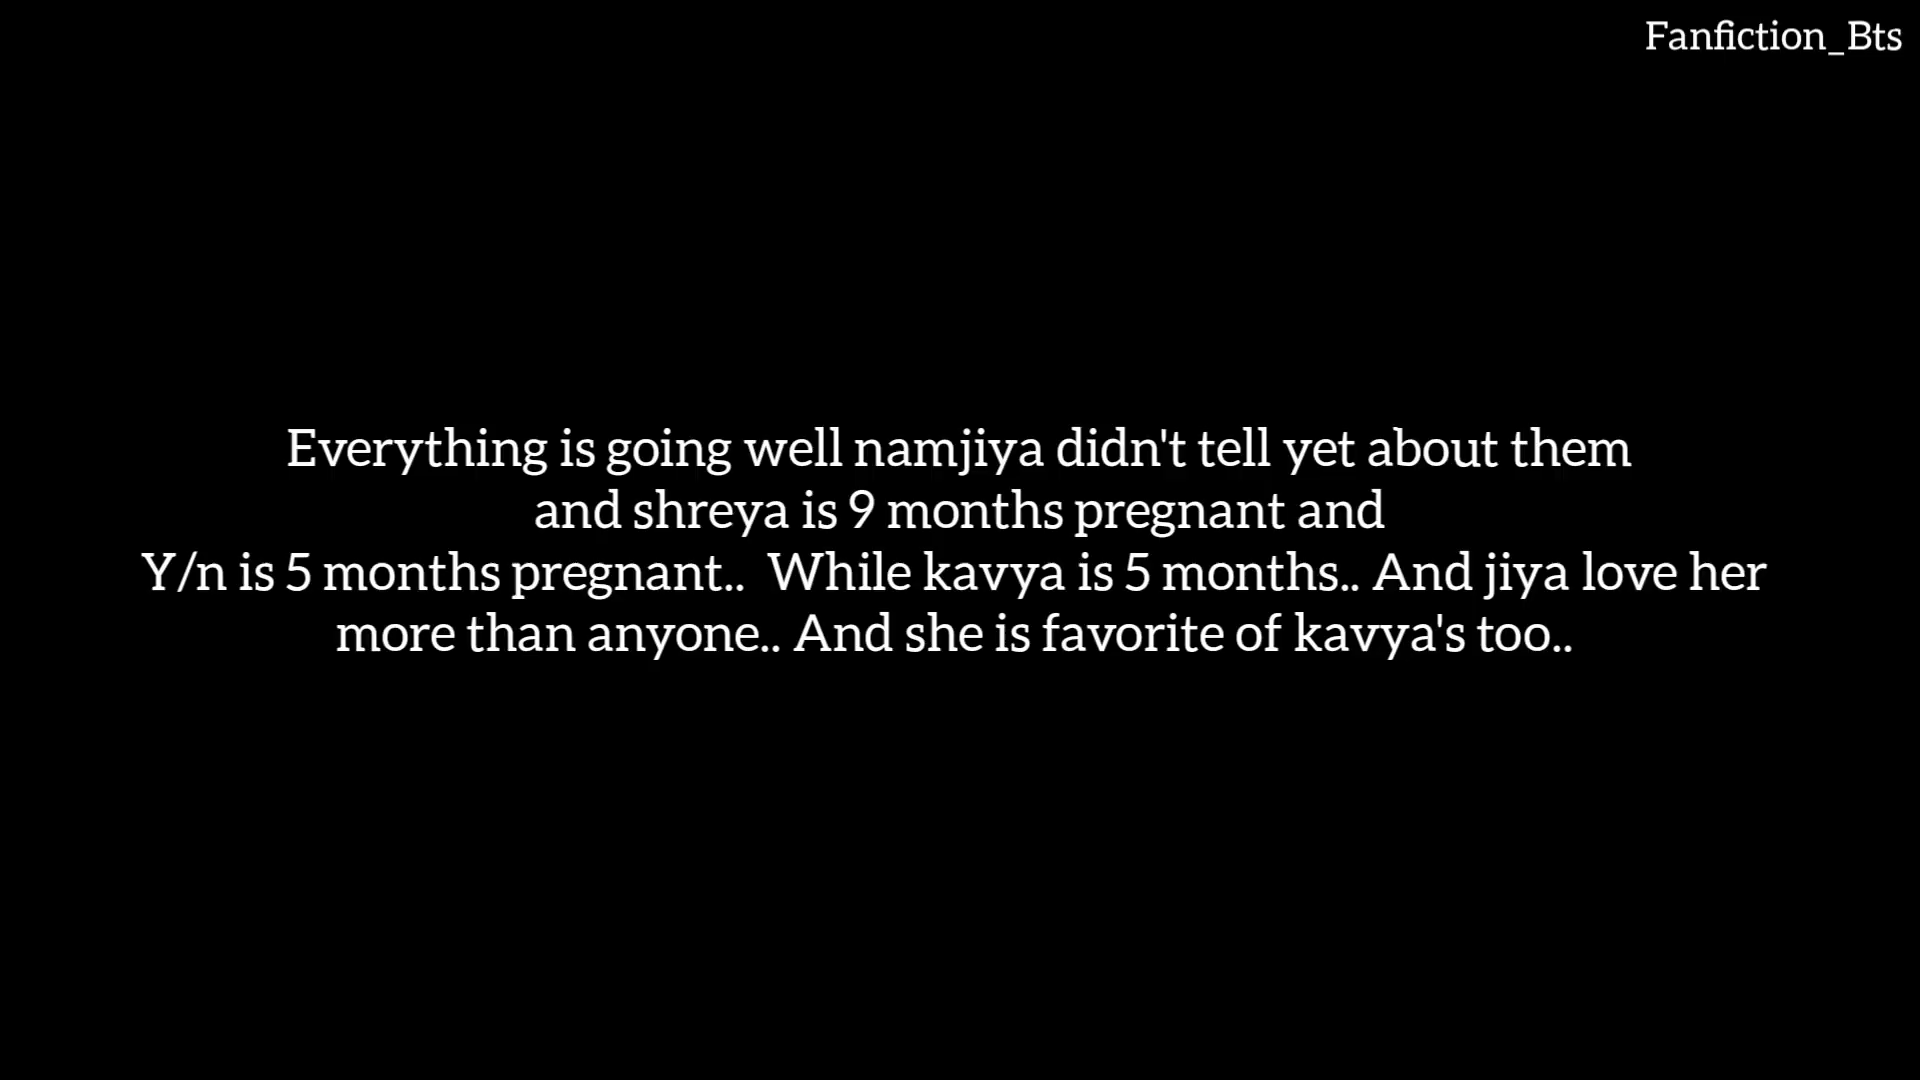 Fanfiction_Bts
Everything is going well namjiya didn't tell yet about them
and shreya is 9 months pregnant and
Y/n is 5 months pregnant..  While kavya is 5 months.. And jiya love her
more than anyone.. And she is favorite of kavya's too..